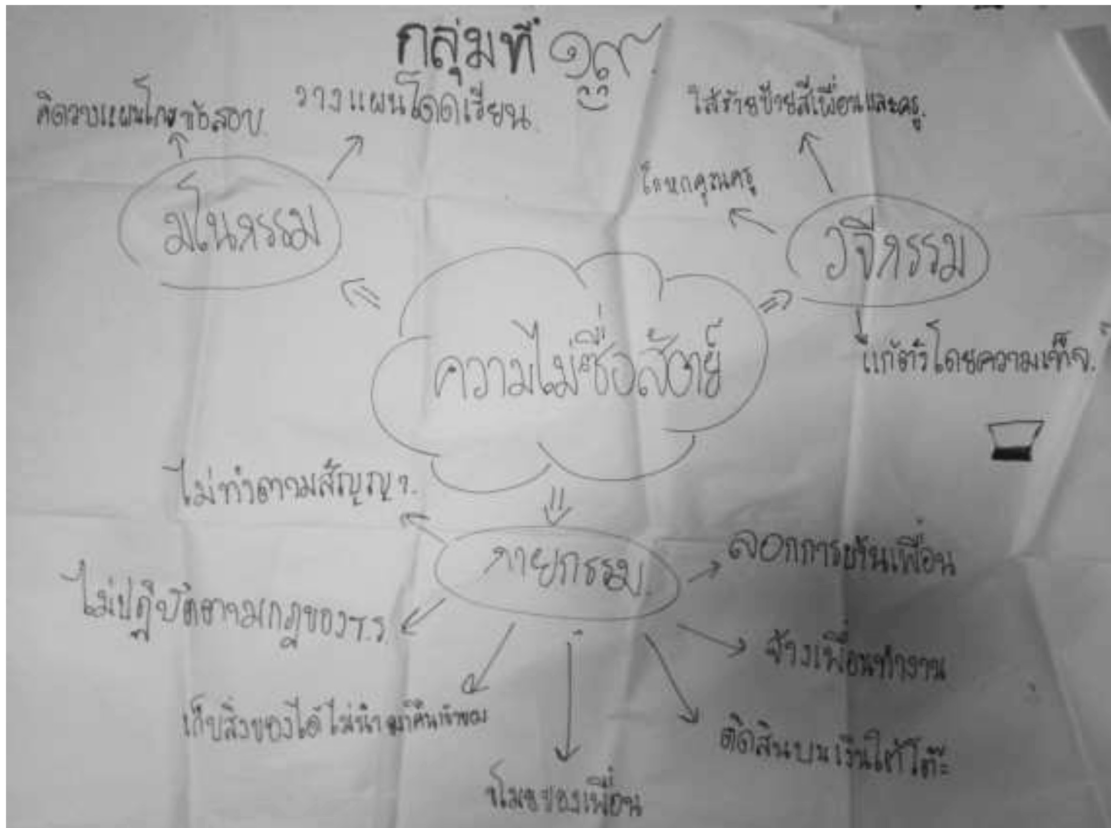 กลุ่มที่ ๑๙
คิดวางแผนโกงข้อสอบ.
วางแผนโดดเรียน.
ใส่ร้ายป้ายสีเพื่อนและครู.
โกหกคุณครู
มโนกรรม
วจีกรรม
ความไม่ซื่อสัตย์
แก้ตัวโดยความเท็จ.
ไม่ทำตามสัญญา.
กายกรรม.
ลอกการบ้านเพื่อน
ไม่ปฏิบัติตามกฎของร.ร.
จ้างเพื่อนทำงาน
เก็บสิ่งของได้ไม่นำมาคืนเจ้าของ
ติดสินบนเงินใต้โต๊ะ
ขโมยของเพื่อน